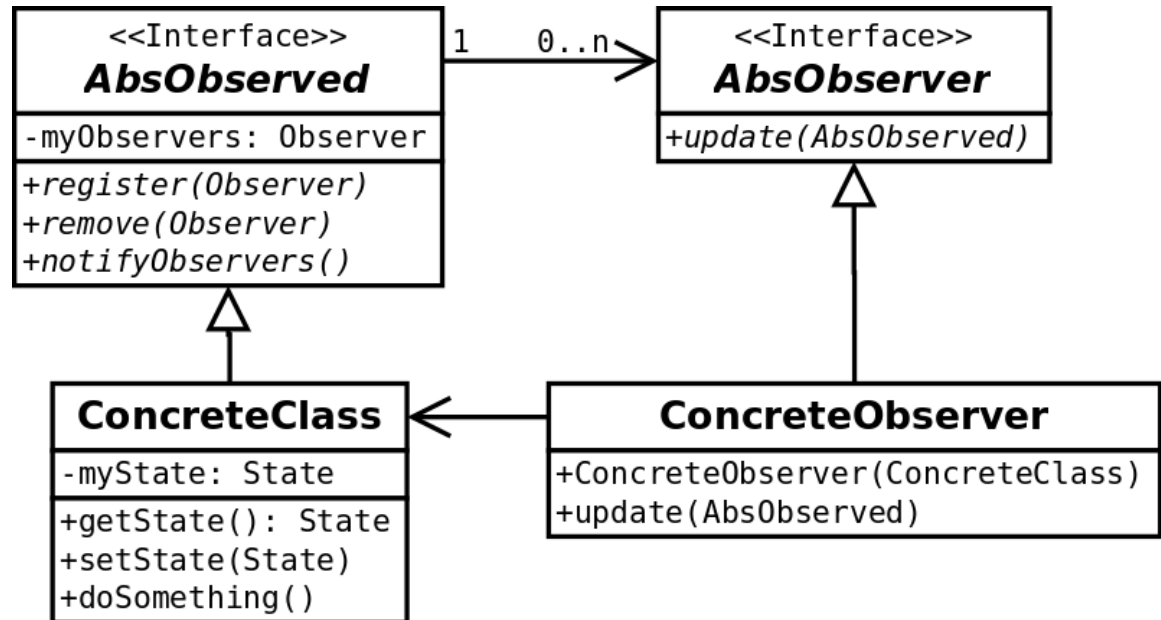 <<Interface>>
AbsObserved
-myObservers: Observer
+register(Observer)
+remove(Observer)
+notifyObservers()
1 0..n
<<Interface>>
AbsObserver
+update(AbsObserved)
ConcreteClass
-myState: State
+getState(): State
+setState(State)
+doSomething()
ConcreteObserver
+ConcreteObserver(ConcreteClass)
+update(AbsObserved)